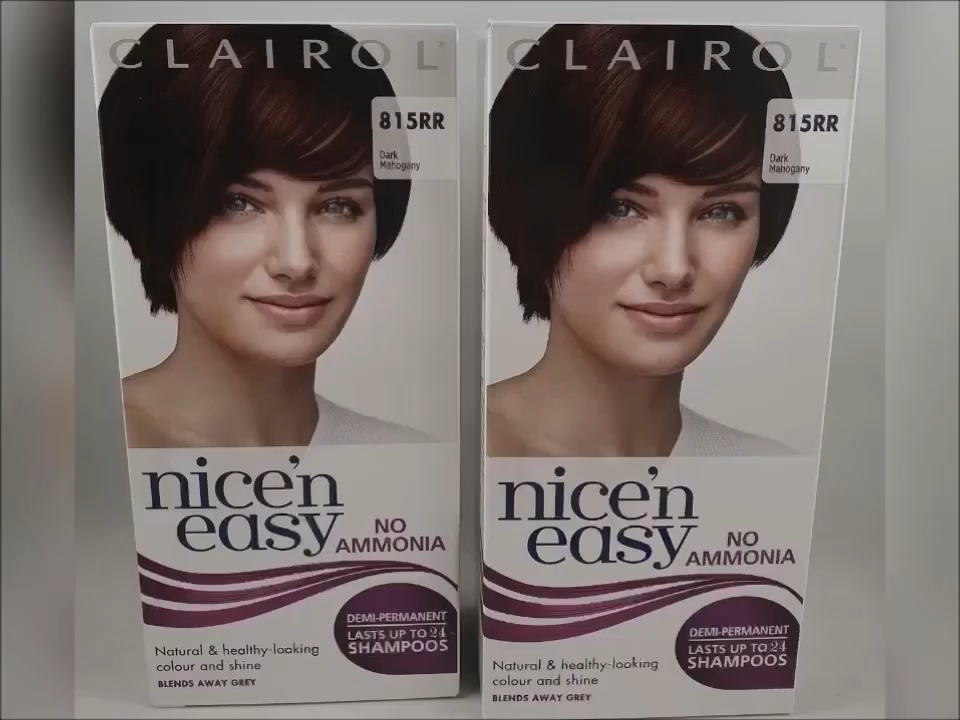 CLAIROL
815RR
Dark
Mahogany
nice'n
easy
NO
AMMONIA
DEMI-PERMANENT
LASTS UP TO 24
SHAMPOOS
Natural & healthy-looking
colour and shine
BLENDS AWAY GREY
CLAIROL
815RR
Dark
Mahogany
nice'n
easy
NO
AMMONIA
DEMI-PERMANENT
LASTS UP TO 24
SHAMPOOS
Natural & healthy-looking
colour and shine
BLENDS AWAY GREY